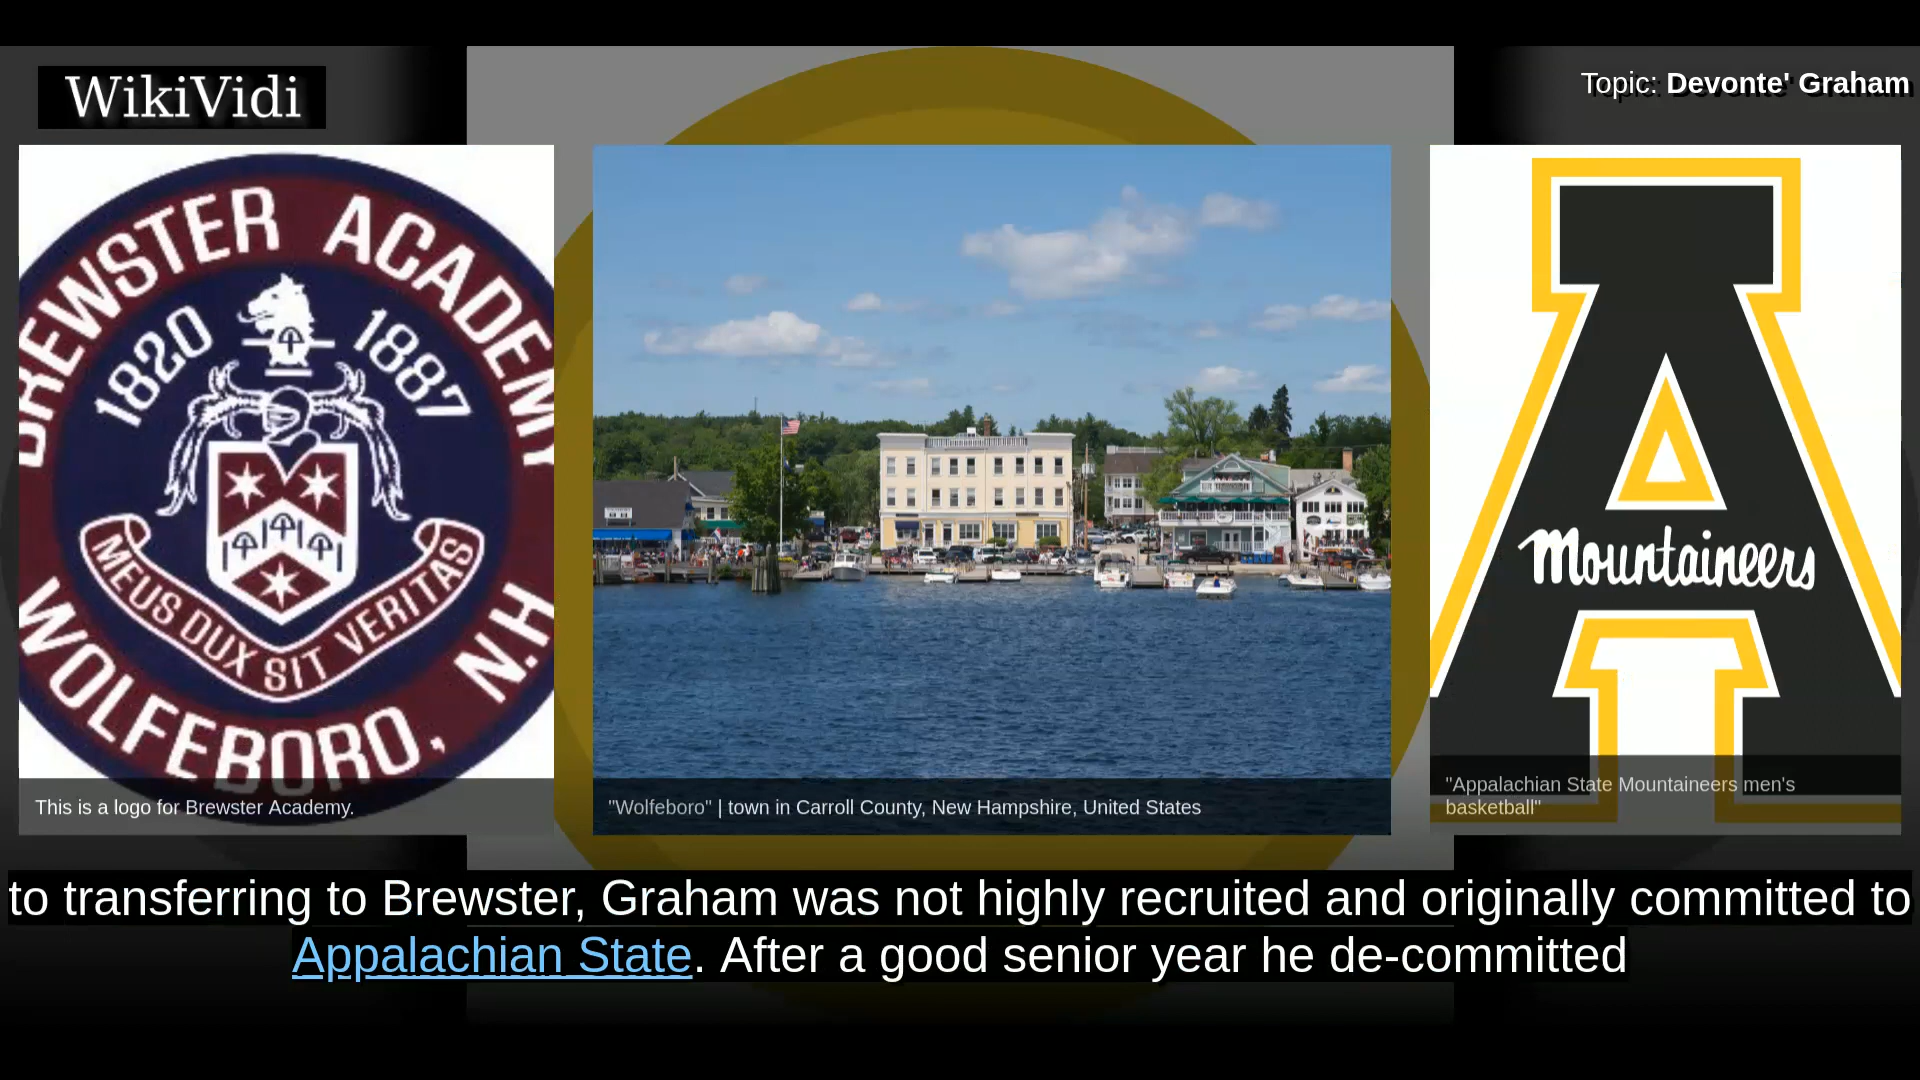 WikiVidi
Topic: Devonte' Graham
BREWSTER ACADEMY
1820 1887
MEUS DUX SIT VERITAS
WOLFEBORO, N.H
This is a logo for Brewster Academy.
"Wolfeboro" | town in Carroll County, New Hampshire, United States
Mountaineers
"Appalachian State Mountaineers men's
basketball"
to transferring to Brewster, Graham was not highly recruited and originally committed to
Appalachian State. After a good senior year he de-committed